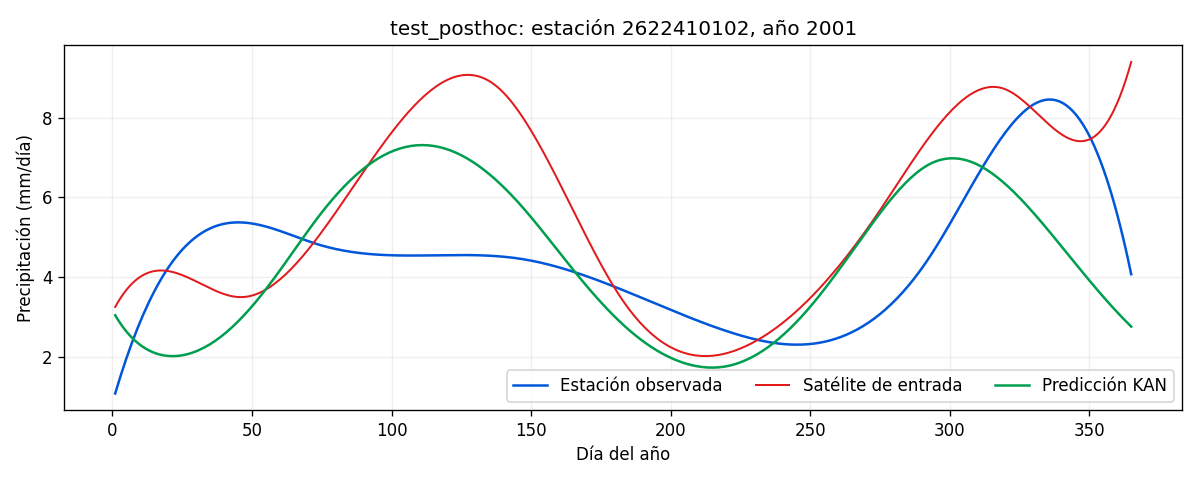 test_posthoc: estación 2622410102, año 2001
Precipitación (mm/día)
8
6
4
2
Estación observada
Satélite de entrada
Predicción KAN
0 50 100 150 200 250 300 350
Día del año